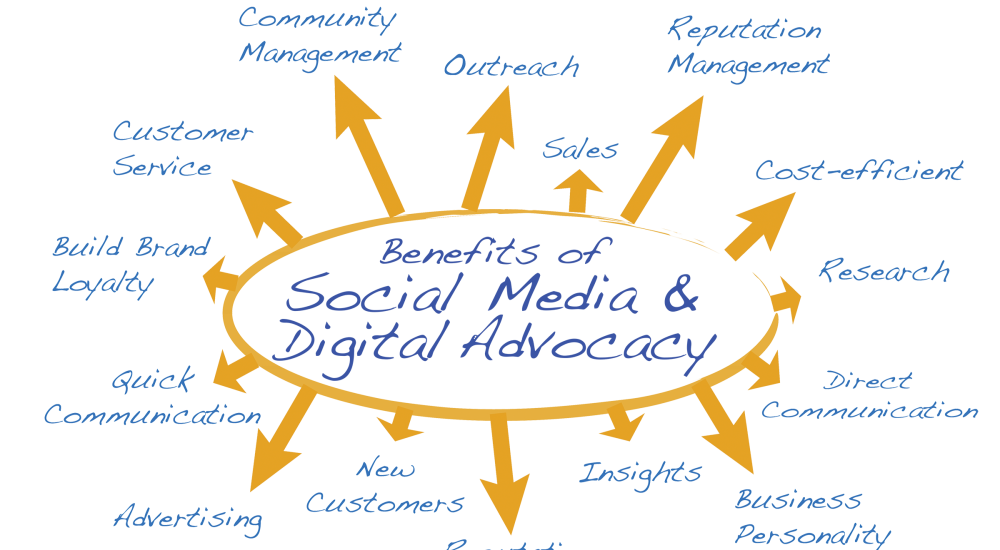 Community
Management
Outreach
Reputation
Management
Sales
Customer
Service
Cost-efficient
Build Brand
Loyalty
Benefits of
Social Media &
Digital Advocacy
Research
Quick
Communication
Direct
Communication
New
Customers
Insights
Advertising
Business
Personality